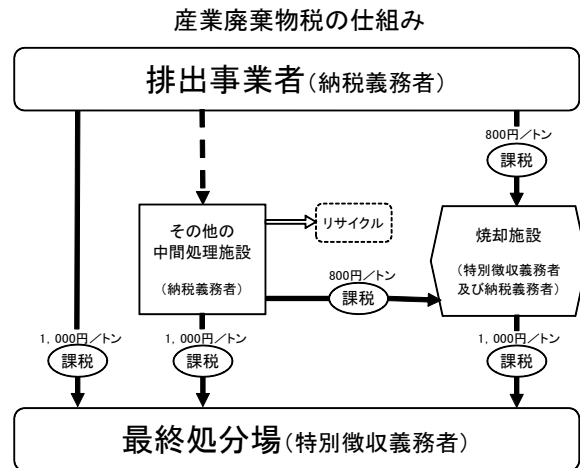 産業廃棄物税の仕組み
排出事業者(納税義務者)
800円/トン
課税
その他の
中間処理施設
(納税義務者)
リサイクル
焼却施設
(特別徴収義務者
及び納税義務者)
800円/トン
課税
1,000円/トン
課税
1,000円/トン
課税
1,000円/トン
課税
最終処分場(特別徴収義務者)